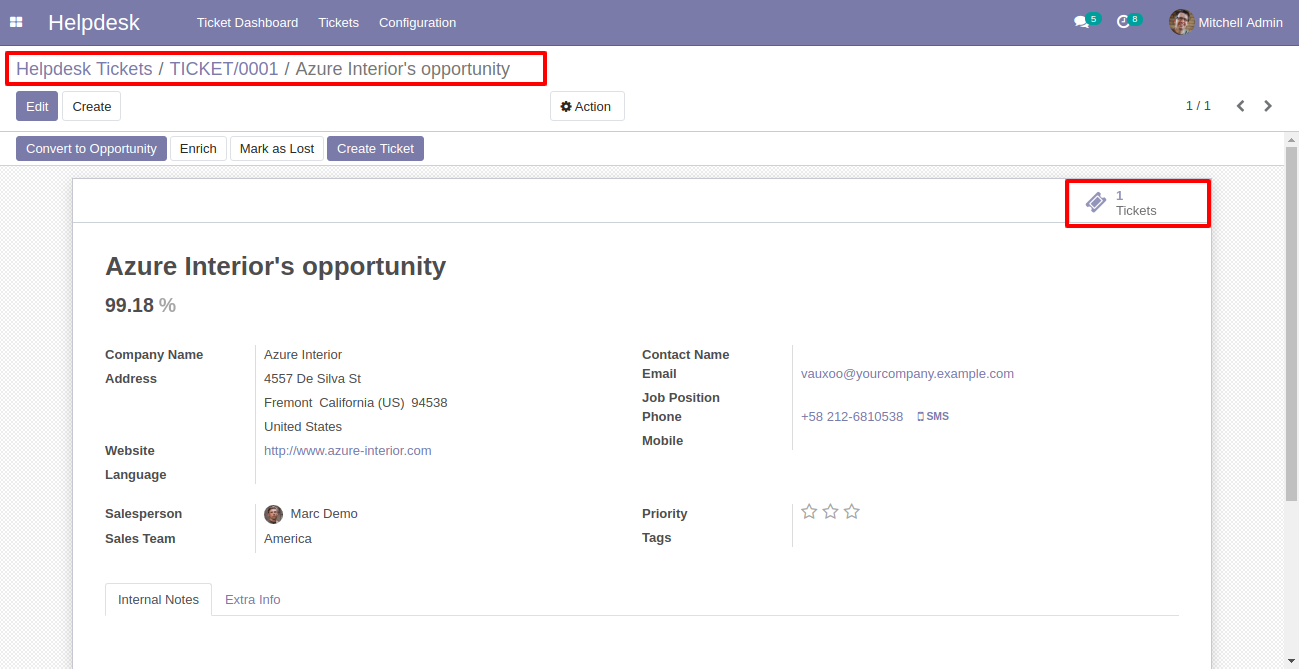 Helpdesk Ticket Dashboard Tickets Configuration 5 8 Mitchell Admin
Helpdesk Tickets / TICKET/0001 / Azure Interior's opportunity
Edit Create Action 1 / 1
Convert to Opportunity Enrich Mark as Lost Create Ticket
1
Tickets
Azure Interior's opportunity
99.18 %
Company Name Azure Interior
Address 4557 De Silva St
Fremont California (US) 94538
United States
Website http://www.azure-interior.com
Language
Contact Name
Email vauxoo@yourcompany.example.com
Job Position
Phone +58 212-6810538 SMS
Mobile
Salesperson Marc Demo
Sales Team America
Priority
Tags
Internal Notes Extra Info